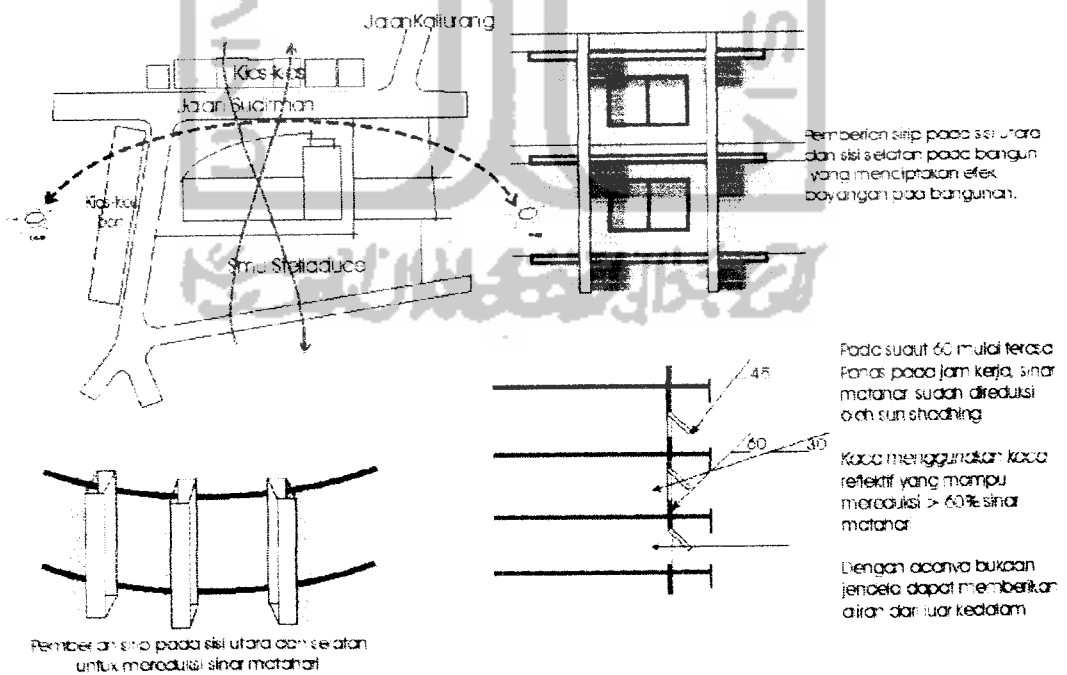 Jalan Kaliurang
Kios-kios
Jalan Sudirman
Kios-kios
Smu Stelladuce
Pemberian sirip pada sisi utara
dan sisi selatan pada bangun
yang menciptakan efek
bayangan pada bangunan.
45
60
30
Pada sudut 60 mulai terasa
Panas pada jam kerja, sinar
matahar sudah direduksi
oleh sun shadhing
Kaca menggunakan kaca
reflektif yang mampu
mereduksi > 60% sinar
matahari
Dengan adanya bukaan
jendela dapat memberikan
aliran dari luar kedalam
Pemberian sirip pada sisi utara dan selatan
untuk mereduksi sinar matahari